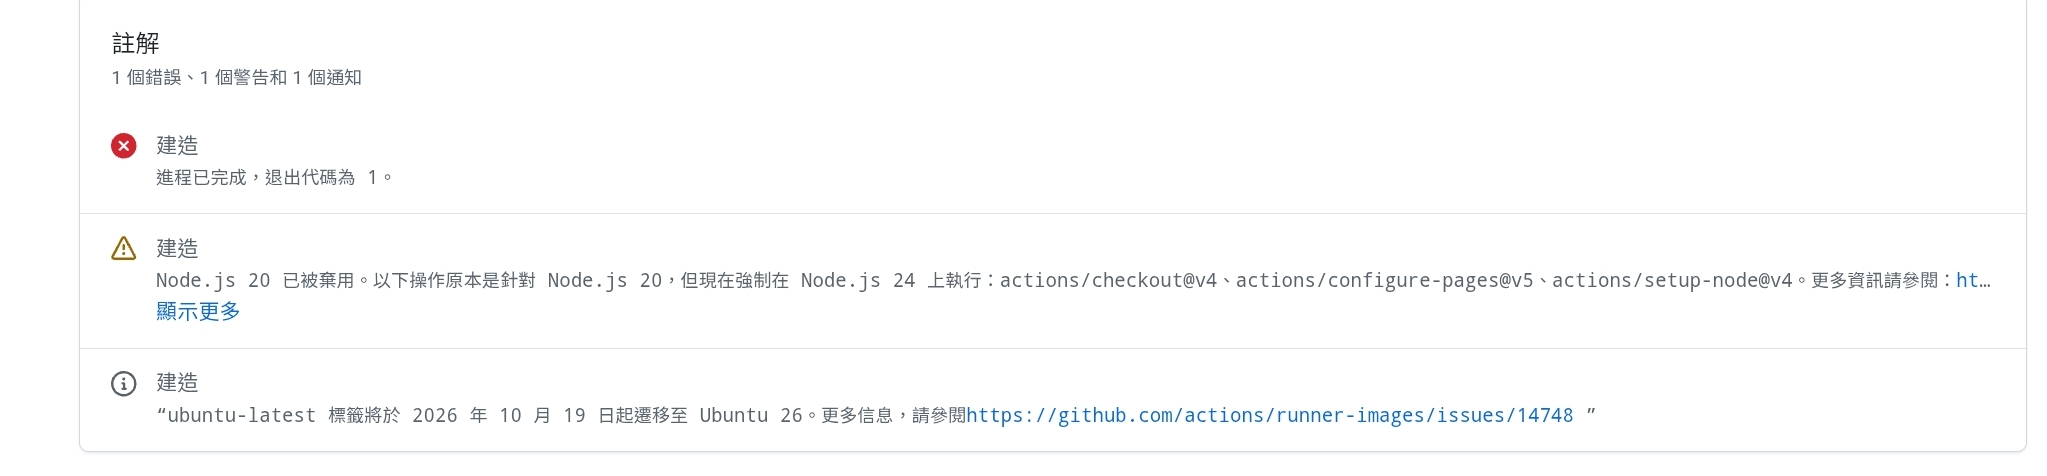 註解
1 個錯誤、1 個警告和 1 個通知
建造
進程已完成，退出代碼為 1。
建造
Node.js 20 已被棄用。以下操作原本是針對 Node.js 20，但現在強制在 Node.js 24 上執行：actions/checkout@v4、actions/configure-pages@v5、actions/setup-node@v4。更多資訊請參閱：ht…
顯示更多
建造
“ubuntu-latest 標籤將於 2026 年 10 月 19 日起遷移至 Ubuntu 26。更多信息，請參閱https://github.com/actions/runner-images/issues/14748 ”